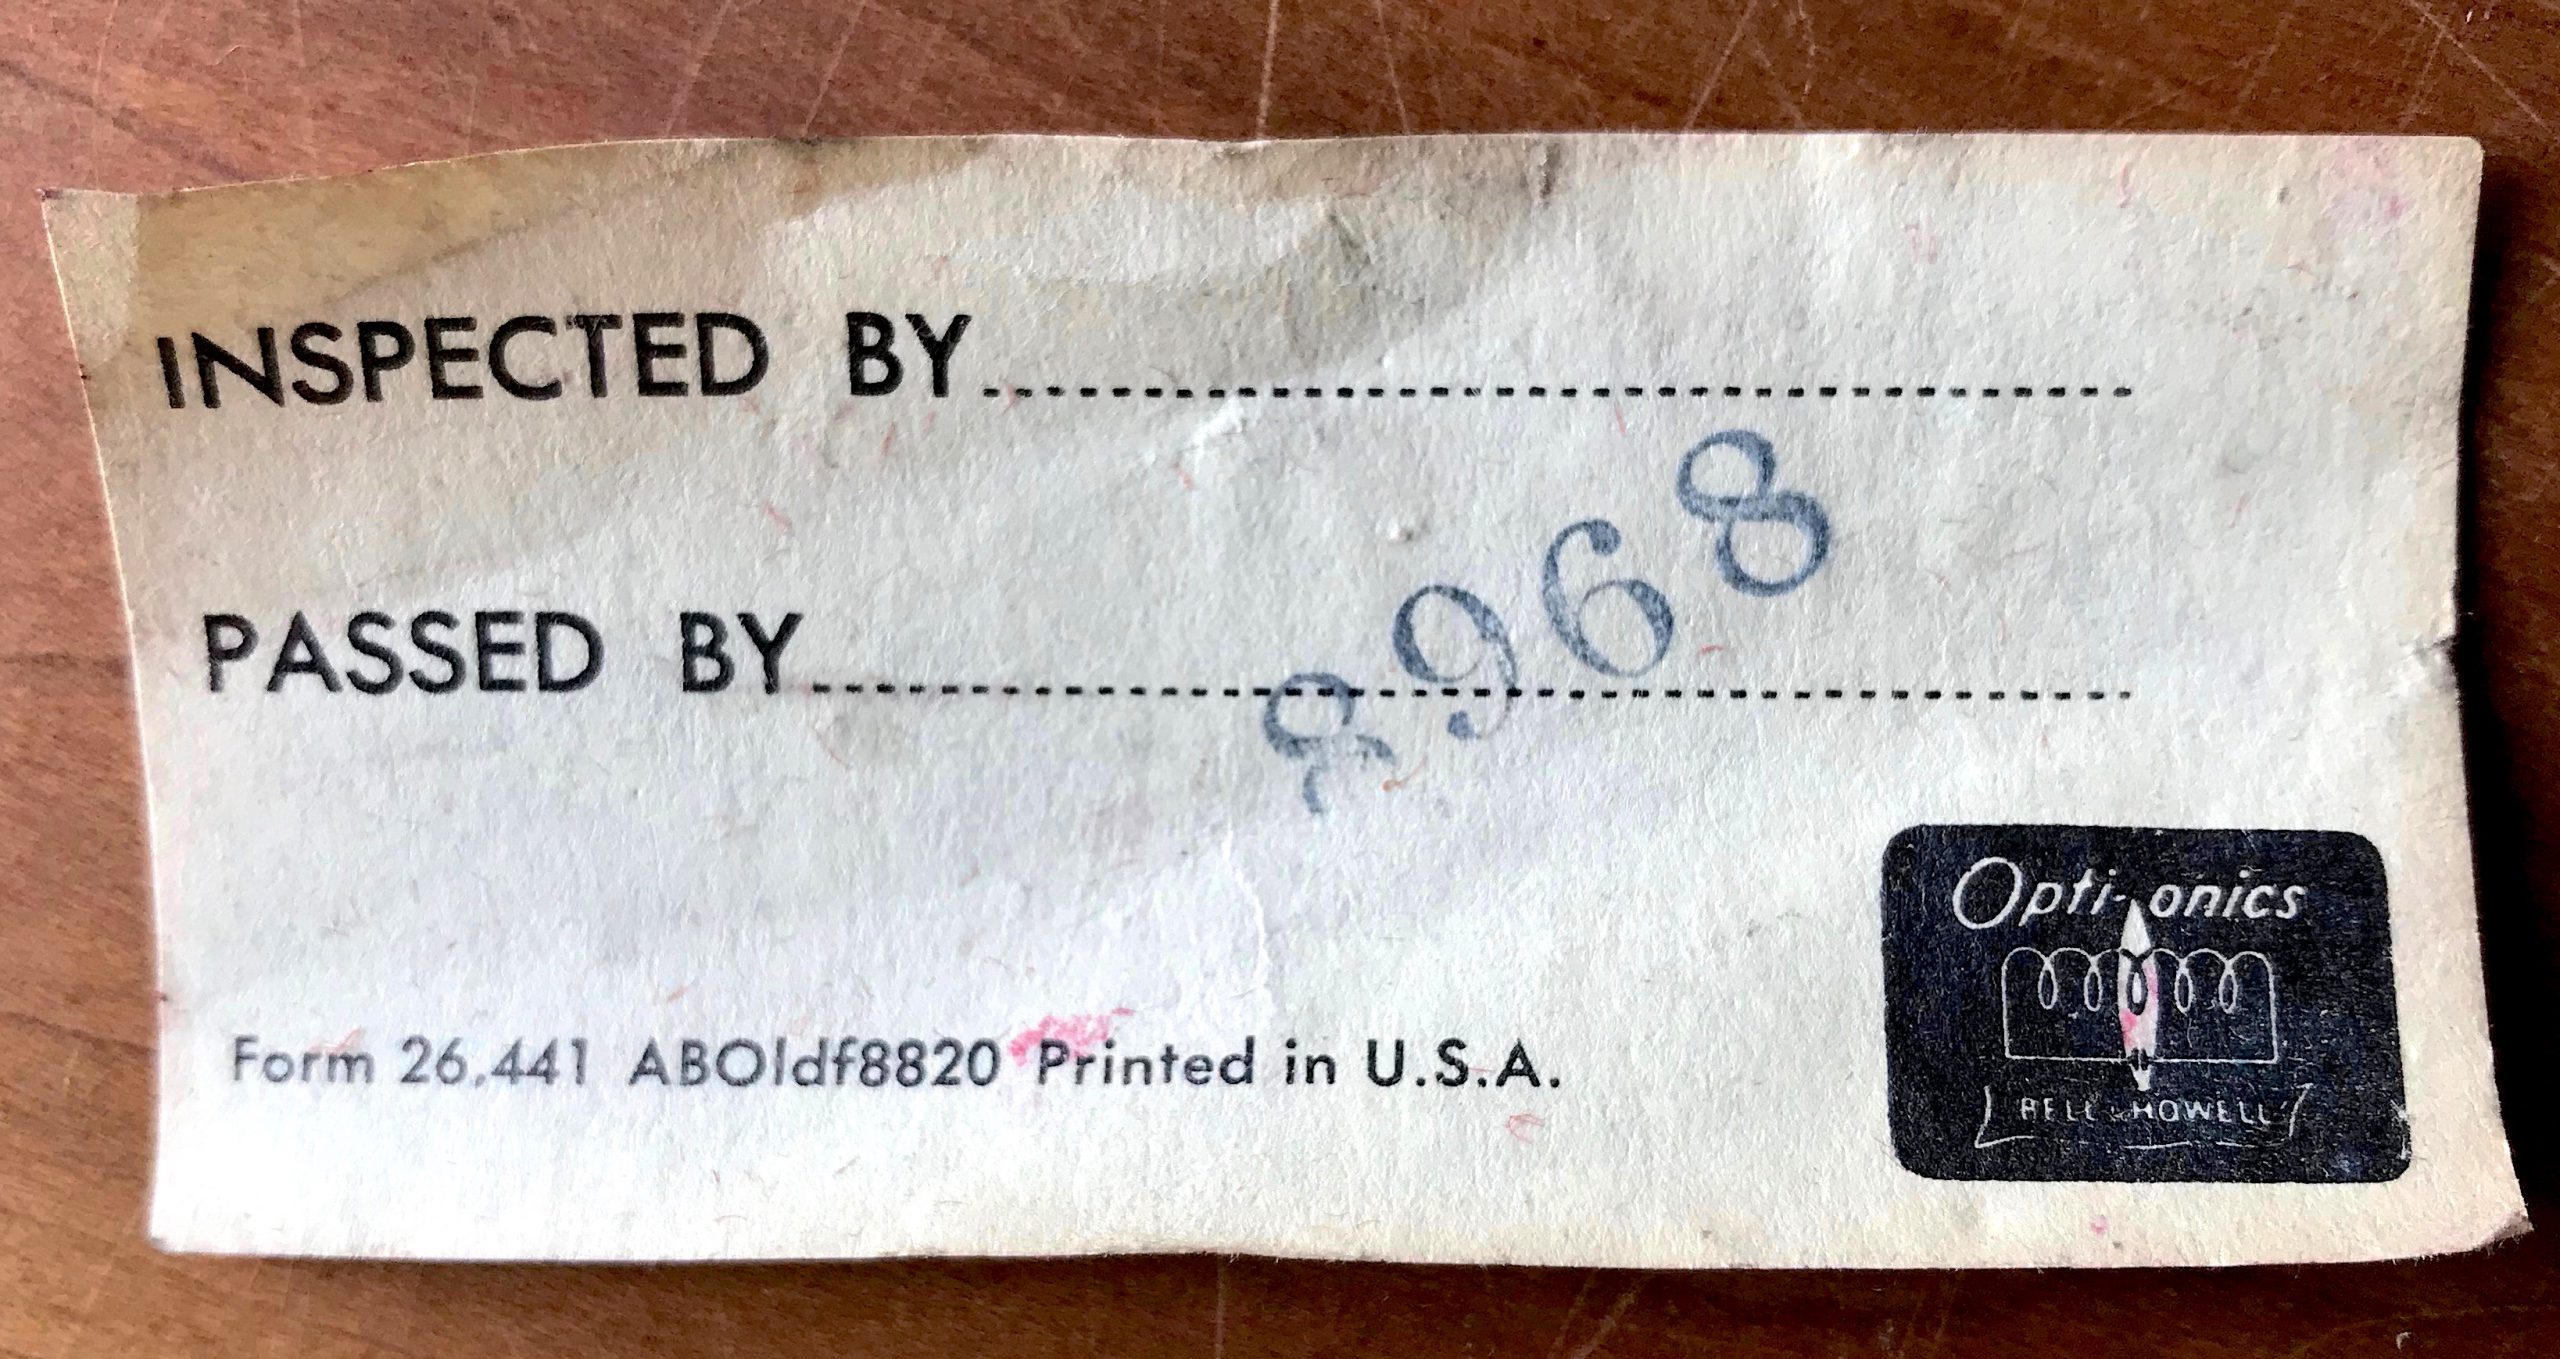 INSPECTED BY
8968
PASSED BY
Form 26,441 ABOldf8820 Printed in U.S.A.
Opti-onics
BELL & HOWELL